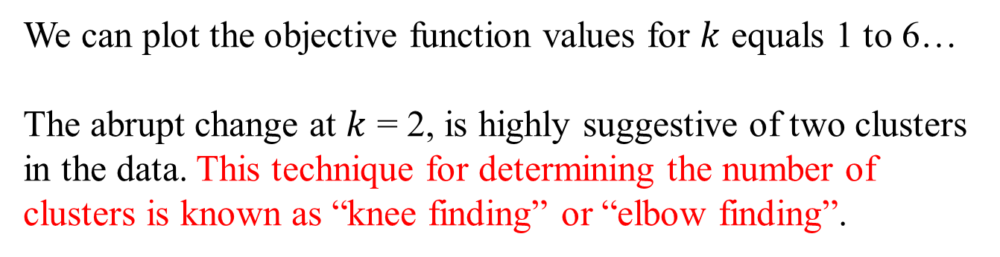 We can plot the objective function values for k equals 1 to 6…
The abrupt change at k = 2, is highly suggestive of two clusters
in the data. This technique for determining the number of
clusters is known as “knee finding” or “elbow finding”.